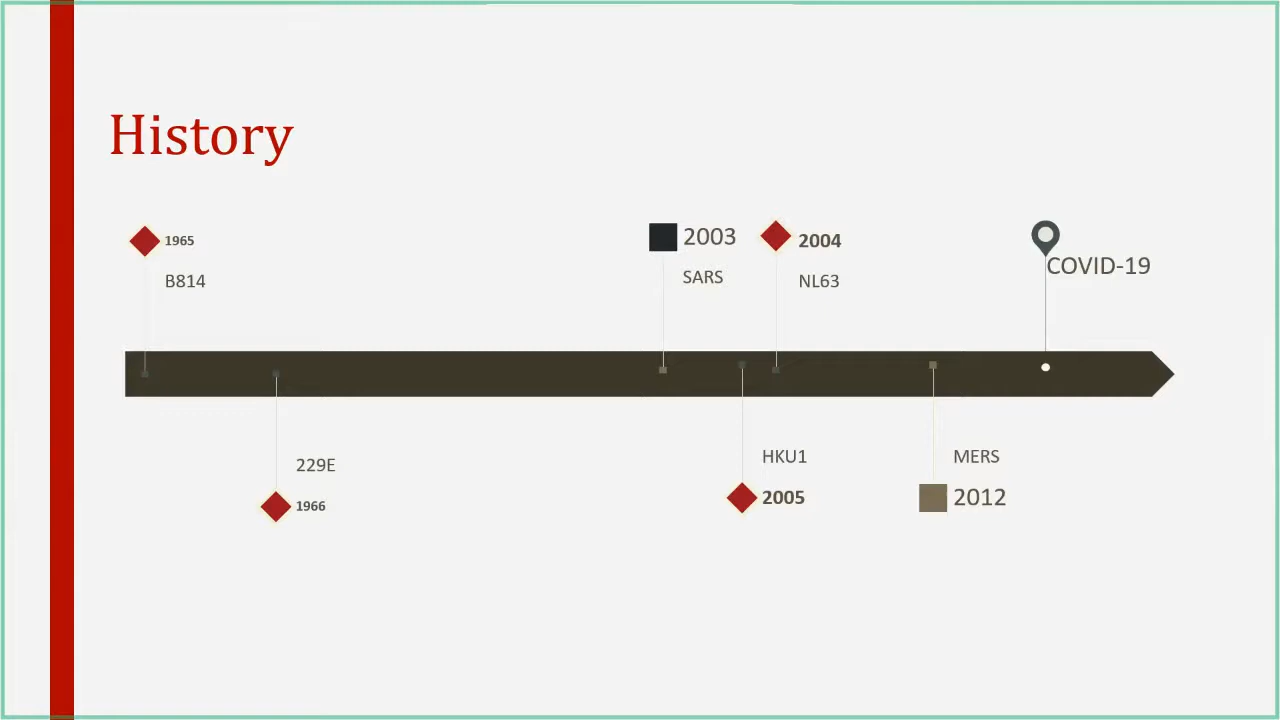 History
1965
B814
2003
SARS
2004
NL63
COVID-19
229E
1966
HKU1
2005
MERS
2012